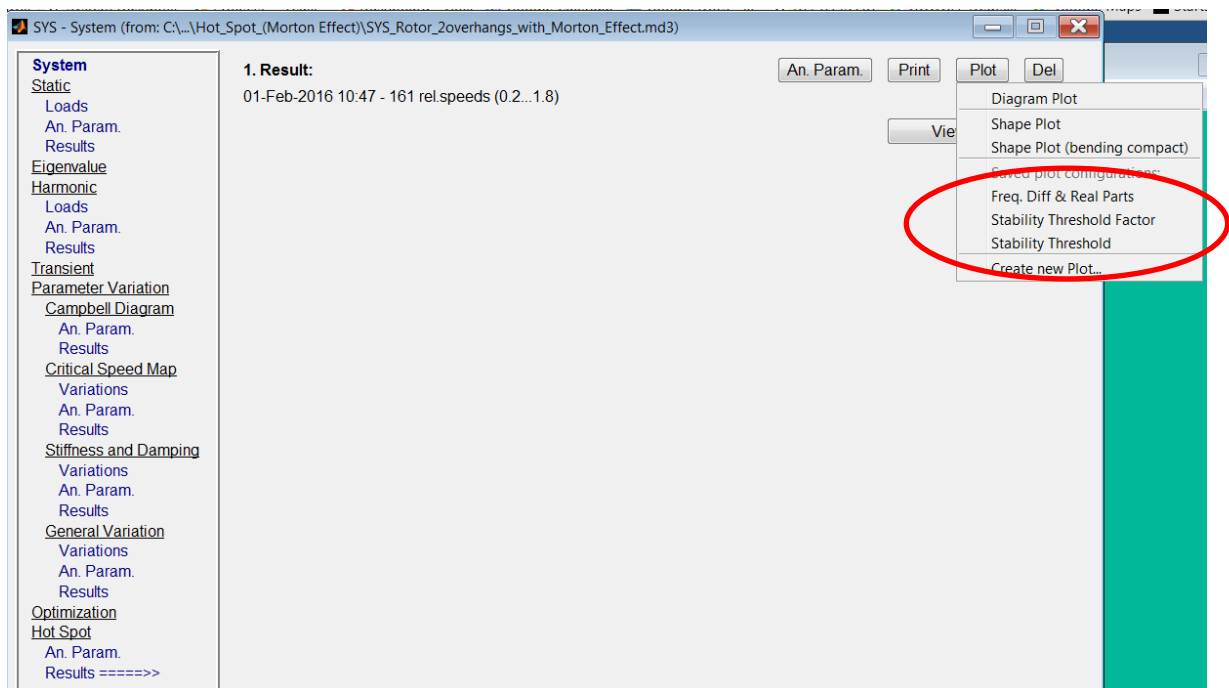 SYS - System (from: C:\...\Hot_Spot_(Morton Effect)\SYS_Rotor_2overhangs_with_Morton_Effect.md3)
System
Static
Loads
An. Param.
Results
Eigenvalue
Harmonic
Loads
An. Param.
Results
Transient
Parameter Variation
Campbell Diagram
An. Param.
Results
Critical Speed Map
Variations
An. Param.
Results
Stiffness and Damping
Variations
An. Param.
Results
General Variation
Variations
An. Param.
Results
Optimization
Hot Spot
An. Param.
Results =====>>
1. Result:
An. Param. Print Plot Del
01-Feb-2016 10:47 - 161 rel.speeds (0.2...1.8)
Vie
Diagram Plot
Shape Plot
Shape Plot (bending compact)
Saved plot configurations:
Freq. Diff & Real Parts
Stability Threshold Factor
Stability Threshold
Create new Plot...